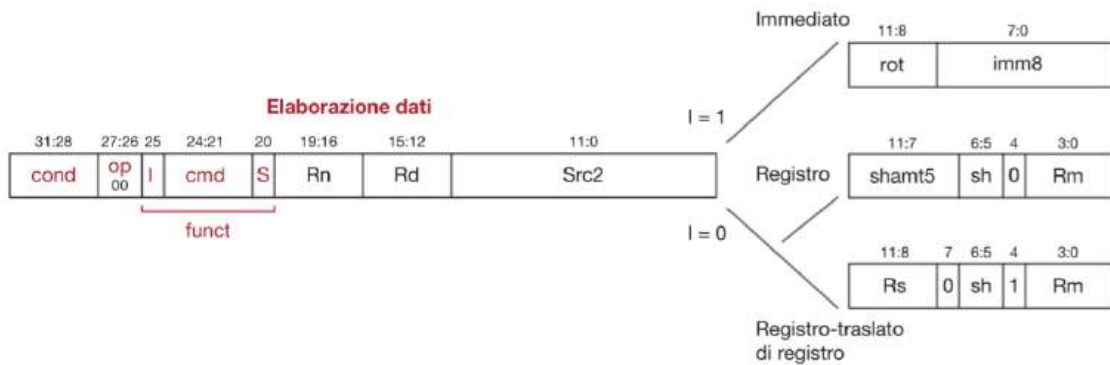 Immediato
11:8 7:0
rot imm8
Elaborazione dati
I = 1
31:28 27:26 25 24:21 20 19:16 15:12 11:0
cond op 00 I cmd S Rn Rd Src2
funct
Registro
11:7 6:5 4 3:0
shamt5 sh 0 Rm
I = 0
11:8 7 6:5 4 3:0
Rs 0 sh 1 Rm
Registro-traslato
di registro